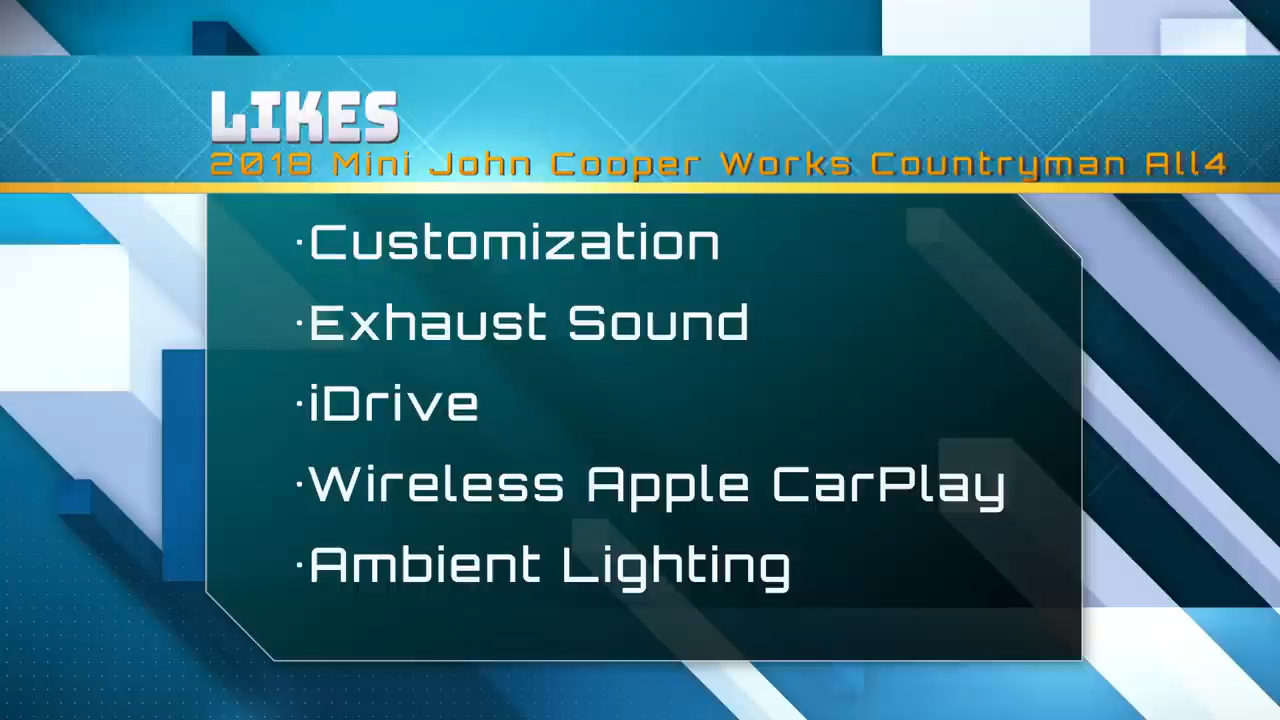 LIKES
2018 Mini John Cooper Works Countryman All4
·Customization
·Exhaust Sound
·iDrive
·Wireless Apple CarPlay
·Ambient Lighting